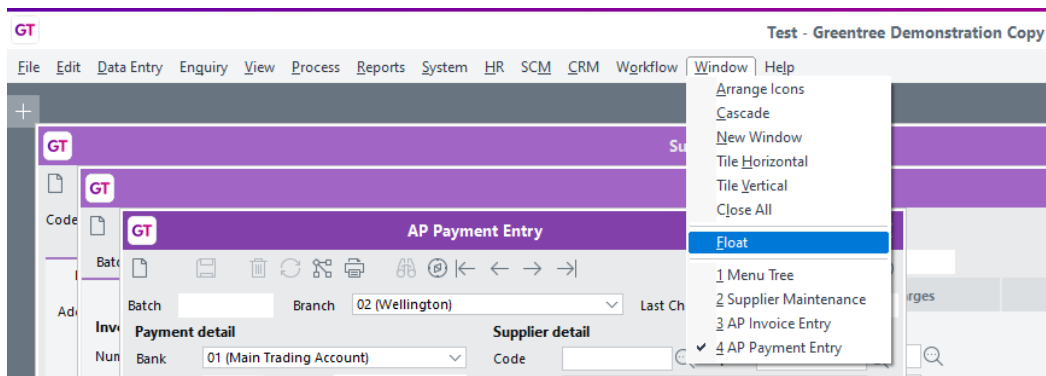 GT
Test - Greentree Demonstration Copy
File Edit Data Entry Enquiry View Process Reports System HR SCM CRM Workflow Window Help
Arrange Icons
Cascade
New Window
Tile Horizontal
Tile Vertical
Close All
Float
1 Menu Tree
2 Supplier Maintenance
3 AP Invoice Entry
4 AP Payment Entry
GT
Su
Code
GT
Batc
GT AP Payment Entry
Batch Branch 02 (Wellington) Last Ch
rges
Add
Payment detail Supplier detail
Inv
Num
Bank 01 (Main Trading Account) Code